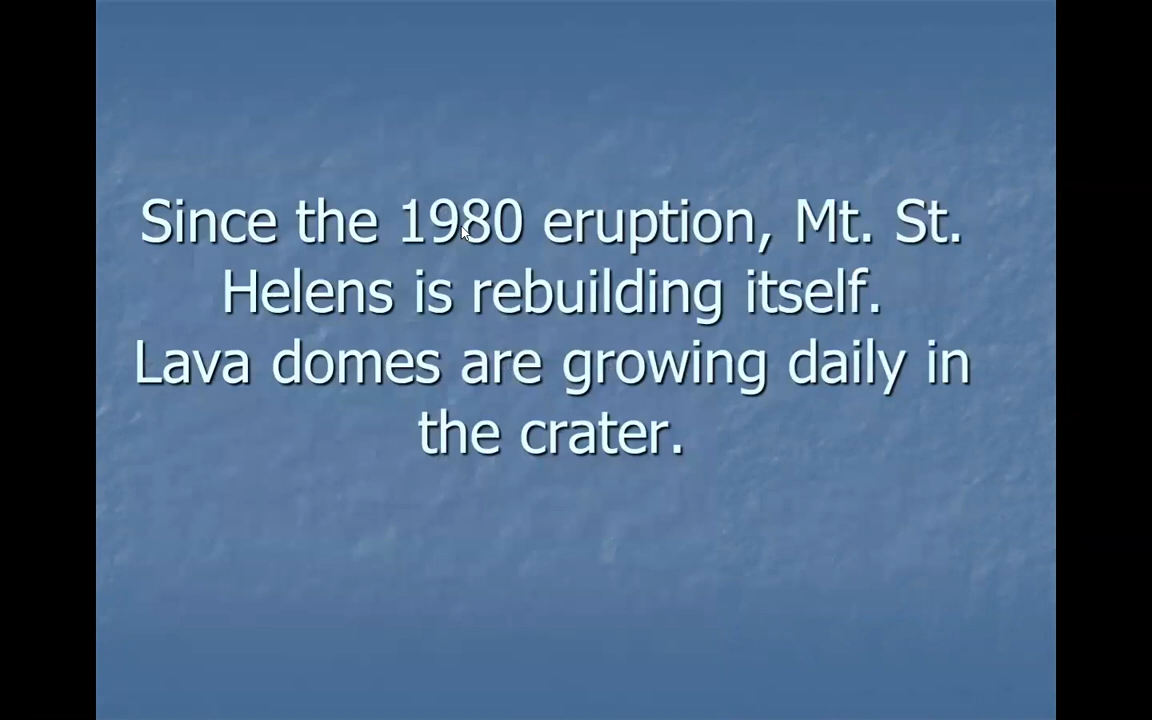 Since the 1980 eruption, Mt. St.
Helens is rebuilding itself.
Lava domes are growing daily in
the crater.